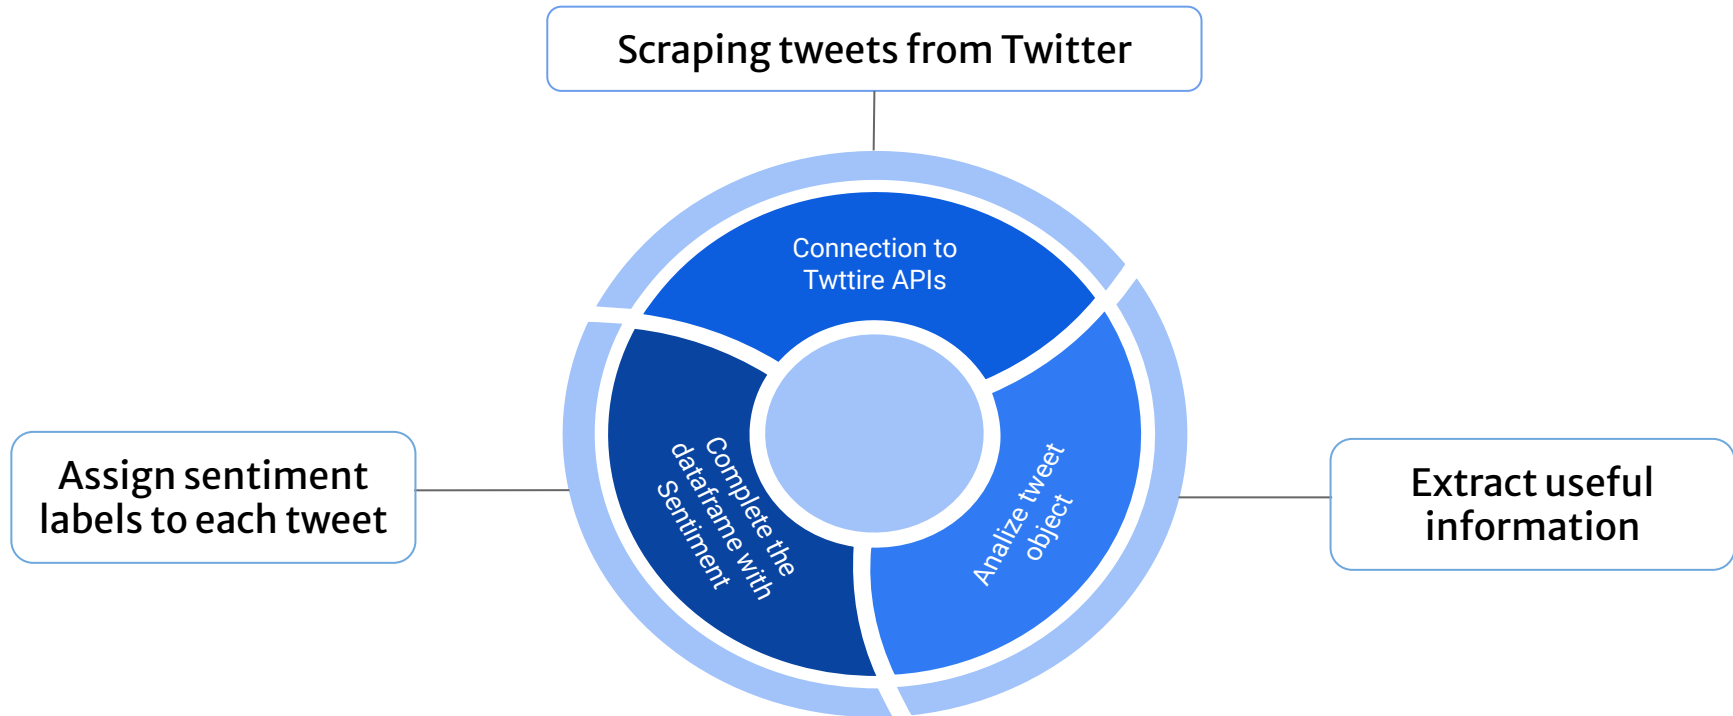 Scraping tweets from Twitter
Connection to
Twttire APIs
Analize tweet
object
Extract useful
information
Complete the
dataframe with
Sentiment
Assign sentiment
labels to each tweet